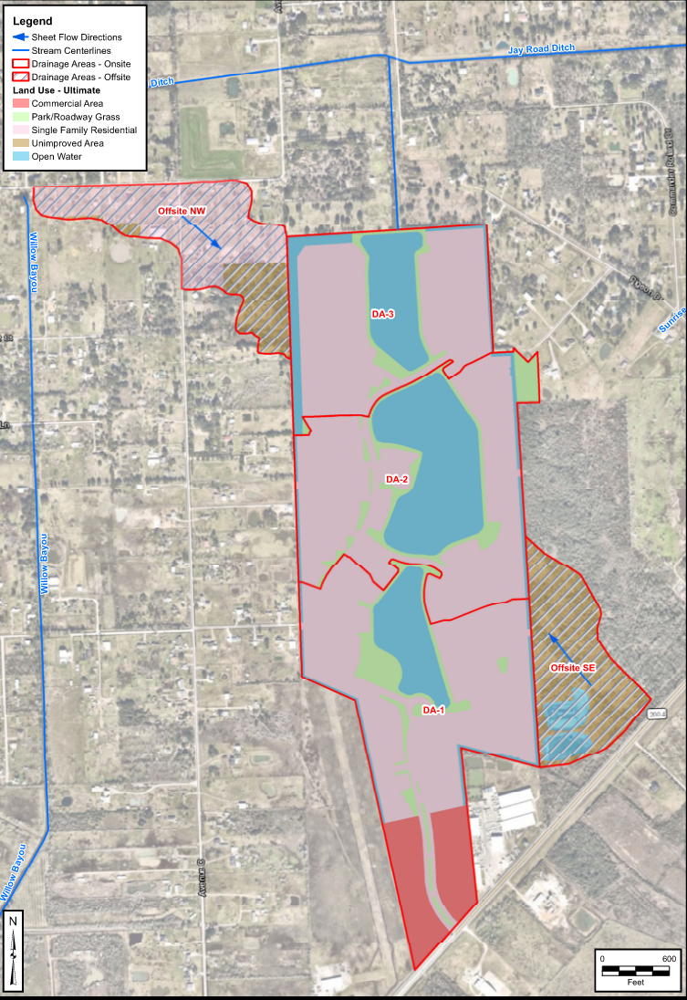 Legend
Sheet Flow Directions
Stream Centerlines
Drainage Areas - Onsite
Drainage Areas - Offsite
Land Use - Ultimate
Commercial Area
Park/Roadway Grass
Single Family Residential
Unimproved Area
Open Water
Jay Road Ditch
Ditch
Offsite NW
Willow Bayou
DA-3
Sunrise
DA-2
Willow Bayou
Offsite SE
DA-1
Willow Bayou
Avenue C
N
0 600
Feet